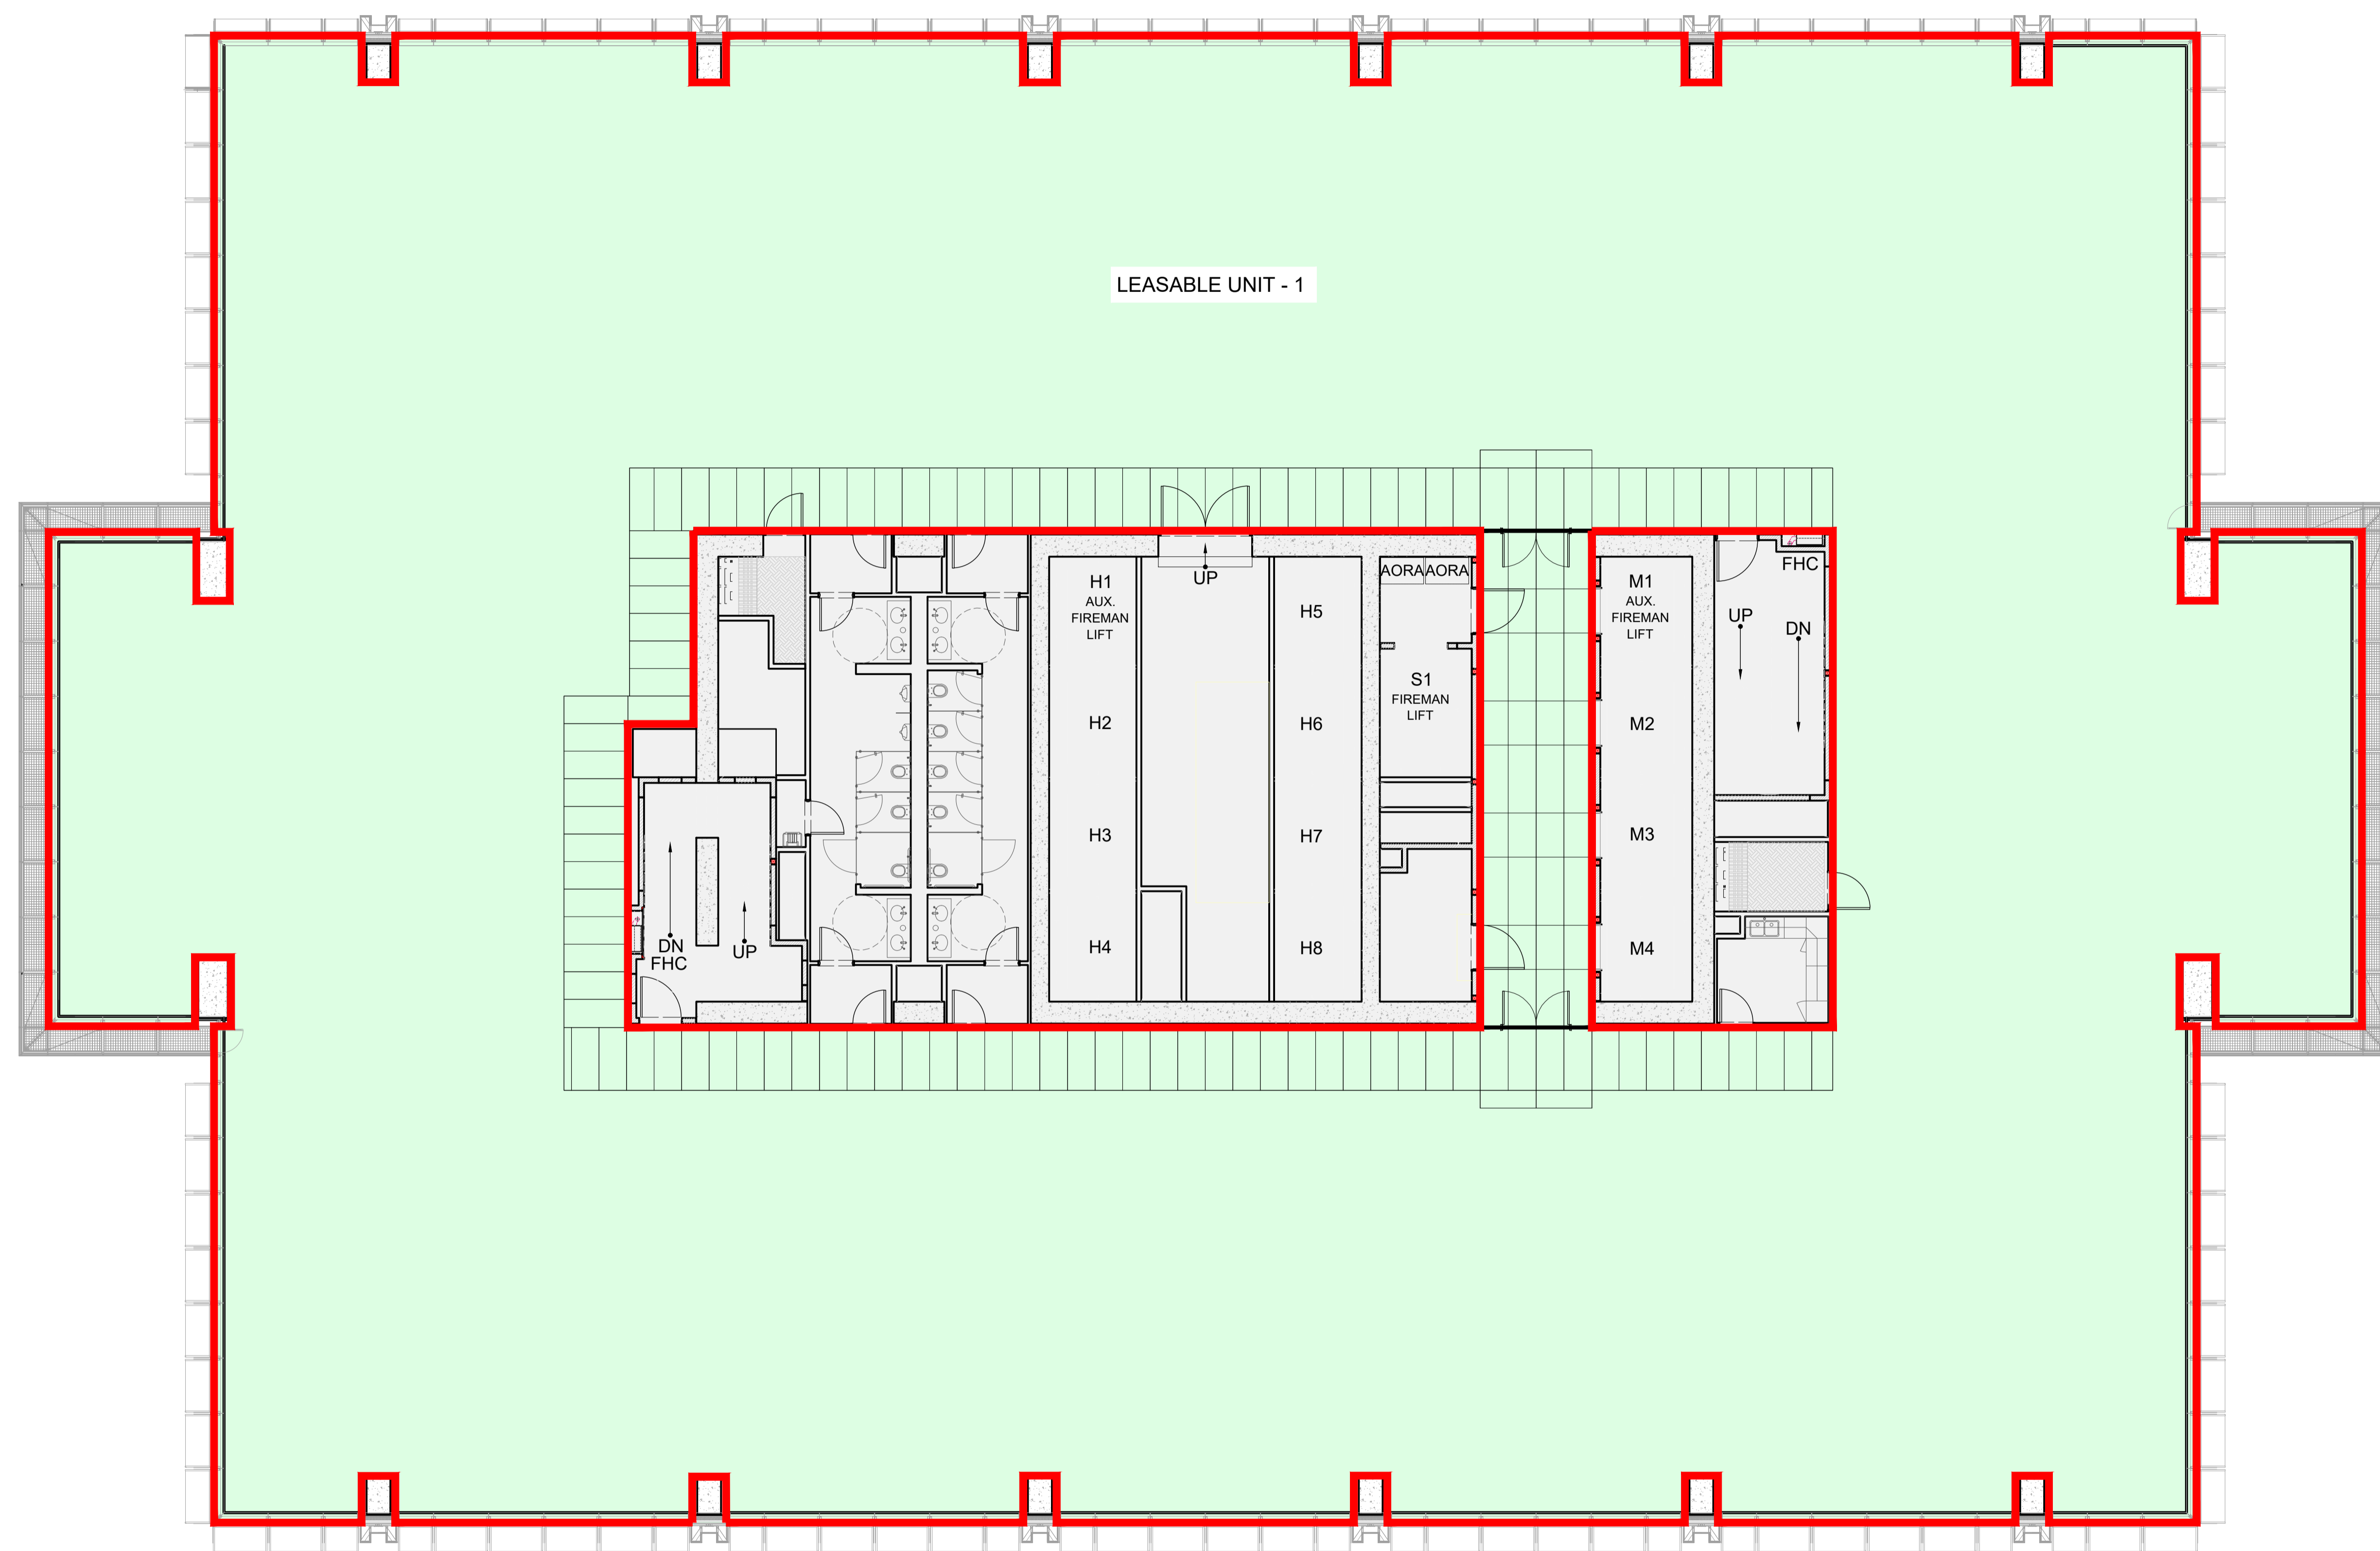 LEASABLE UNIT - 1
H1
AUX.
FIREMAN
LIFT
UP
H5
AORA
AORA
M1
AUX.
FIREMAN
LIFT
FHC
UP
DN
S1
FIREMAN
LIFT
H2
H6
M2
H3
H7
M3
H4
H8
M4
DN
FHC
UP